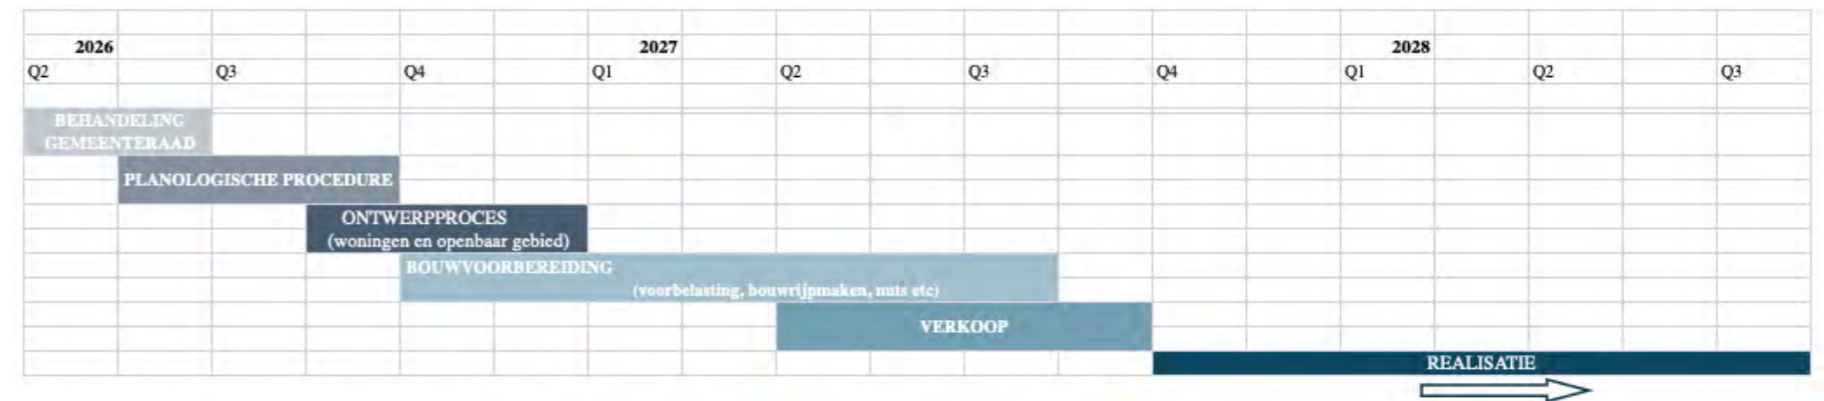 2026 2027 2028
Q2 Q3 Q4 Q1 Q2 Q3 Q4 Q1 Q2 Q3
BEHANDELING
GEMEENTERAAD
PLANOLOGISCHE PROCEDURE
ONTWERPPROCES
(woningen en openbaar gebied)
BOUWVOORBEREIDING
(voorbelasting, bouwrijpmaken, nuts etc)
VERKOOP
REALISATIE